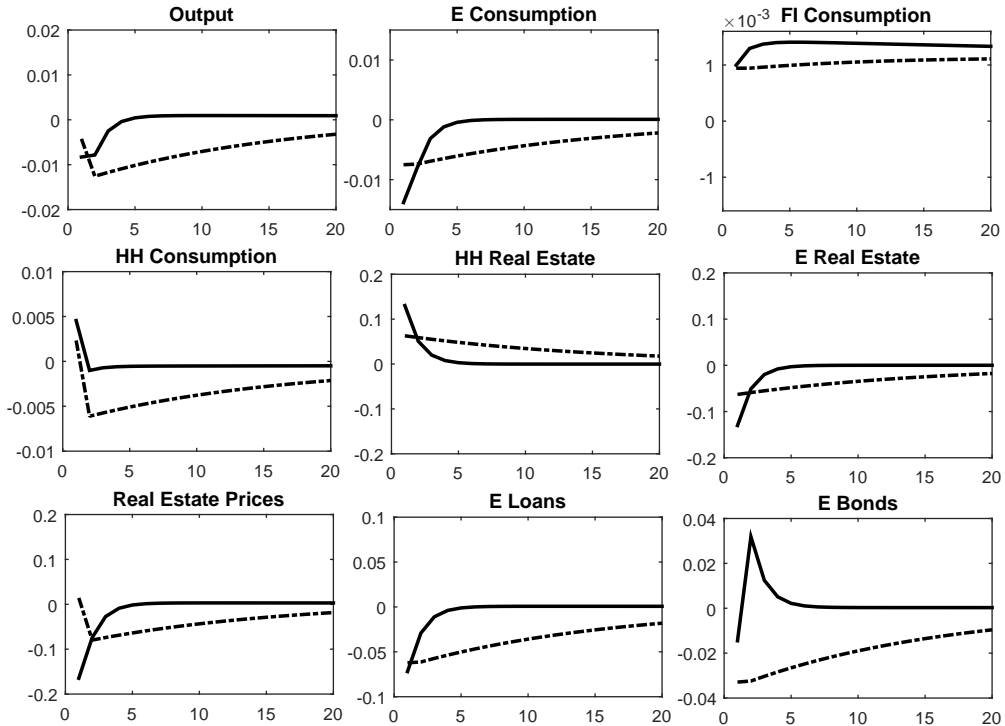 Output
0.02
0.01
0
-0.01
-0.02
0 5 10 15 20
E Consumption
0.01
0
-0.01
0 5 10 15 20
FI Consumption
×10⁻³
1
0
-1
0 5 10 15 20
HH Consumption
0.01
0.005
0
-0.005
-0.01
0 5 10 15 20
HH Real Estate
0.2
0.1
0
-0.1
-0.2
0 5 10 15 20
E Real Estate
0.2
0.1
0
-0.1
-0.2
0 5 10 15 20
Real Estate Prices
0.2
0.1
0
-0.1
-0.2
0 5 10 15 20
E Loans
0.1
0.05
0
-0.05
-0.1
0 5 10 15 20
E Bonds
0.04
0.02
0
-0.02
-0.04
0 5 10 15 20